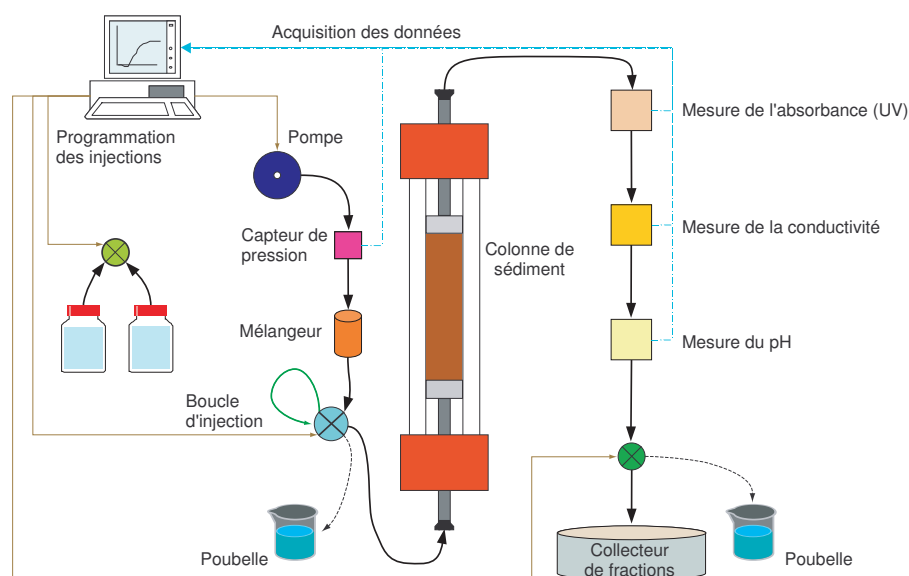 Acquisition des données
Programmation
des injections
Pompe
Mesure de l'absorbance (UV)
Capteur de
pression
Colonne de
sédiment
Mesure de la conductivité
Mélangeur
Mesure du pH
Boucle
d'injection
Poubelle
Collecteur
de fractions
Poubelle